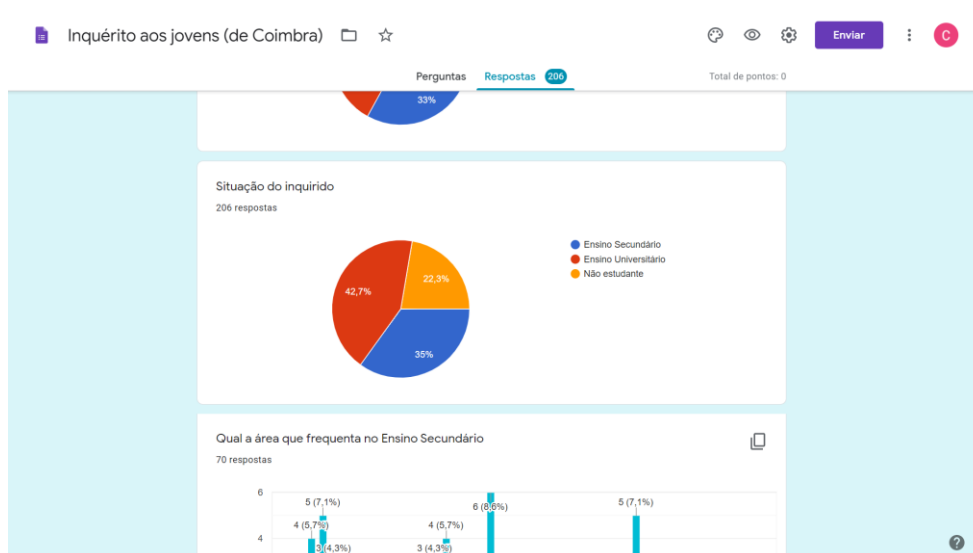 Inquérito aos jovens (de Coimbra)
Enviar
C
Perguntas Respostas 206
Total de pontos: 0
33%
Situação do inquirido
206 respostas
42,7%
22,3%
35%
Ensino Secundário
Ensino Universitário
Não estudante
Qual a área que frequenta no Ensino Secundário
70 respostas
6
5 (7,1%)
6 (8,6%)
5 (7,1%)
4 (5,7%)
4 (5,7%)
4
3 (4,3%)
3 (4,3%)